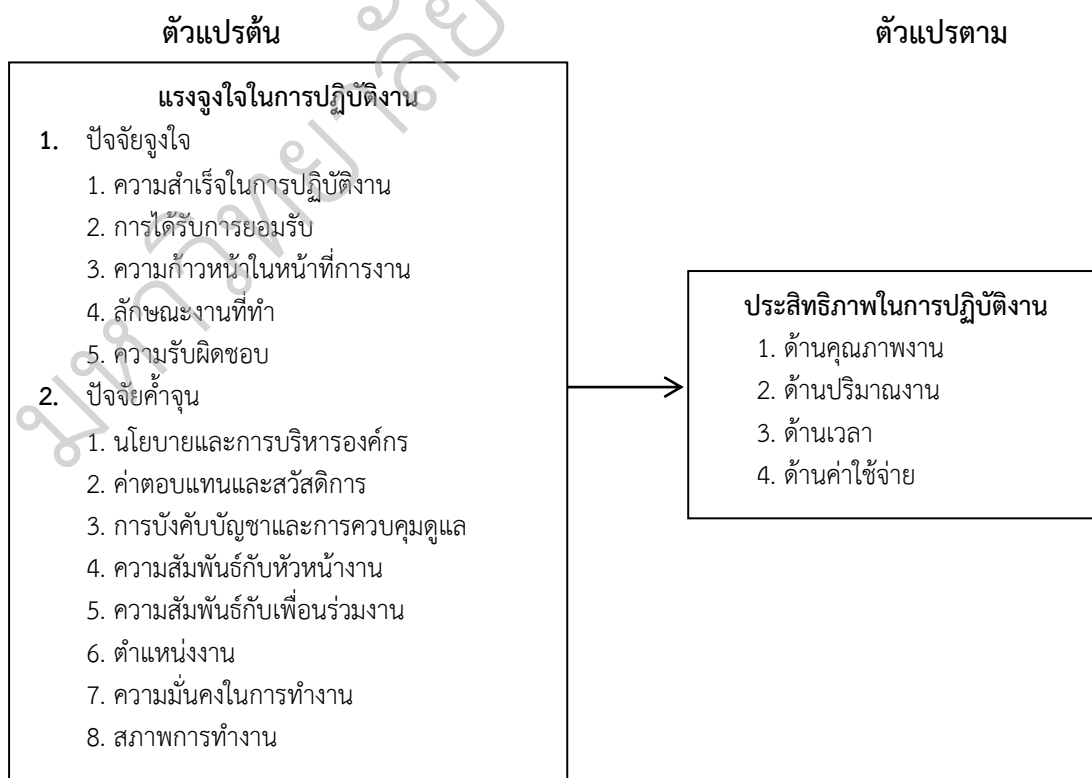 ตัวแปรต้น
ตัวแปรตาม
แรงจูงใจในการปฏิบัติงาน
1. ปัจจัยจูงใจ
1. ความสำเร็จในการปฏิบัติงาน
2. การได้รับการยอมรับ
3. ความก้าวหน้าในหน้าที่การงาน
4. ลักษณะงานที่ทำ
5. ความรับผิดชอบ
2. ปัจจัยค้ำจุน
1. นโยบายและการบริหารองค์กร
2. ค่าตอบแทนและสวัสดิการ
3. การบังคับบัญชาและการควบคุมดูแล
4. ความสัมพันธ์กับหัวหน้างาน
5. ความสัมพันธ์กับเพื่อนร่วมงาน
6. ตำแหน่งงาน
7. ความมั่นคงในการทำงาน
8. สภาพการทำงาน
ประสิทธิภาพในการปฏิบัติงาน
1. ด้านคุณภาพงาน
2. ด้านปริมาณงาน
3. ด้านเวลา
4. ด้านค่าใช้จ่าย
มหาวิทยาลัย